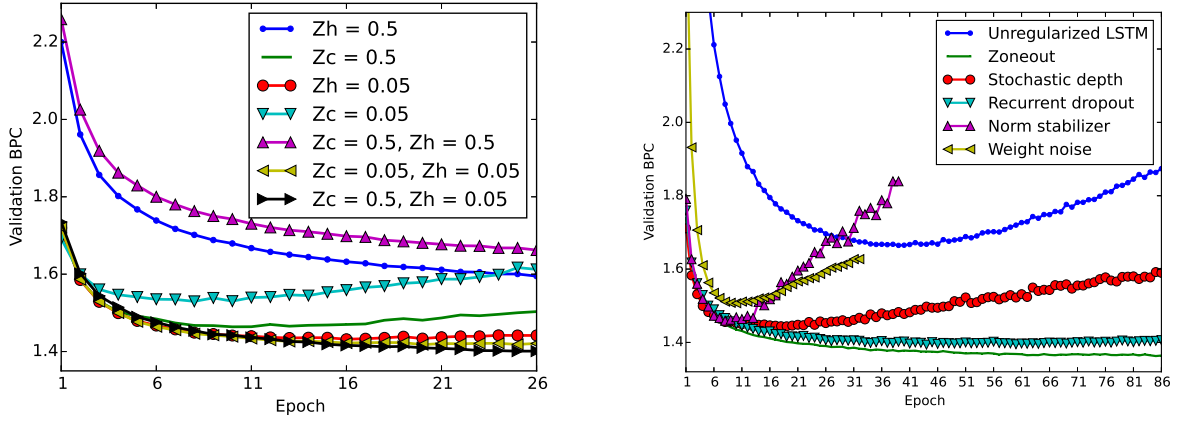 Validation BPC
2.2
2.0
1.8
1.6
1.4
1 6 11 16 21 26
Epoch
Zh = 0.5
Zc = 0.5
Zh = 0.05
Zc = 0.05
Zc = 0.5, Zh = 0.5
Zc = 0.05, Zh = 0.05
Zc = 0.5, Zh = 0.05
Validation BPC
2.2
2.0
1.8
1.6
1.4
1 6 11 16 21 26 31 36 41 46 51 56 61 66 71 76 81 86
Epoch
Unregularized LSTM
Zoneout
Stochastic depth
Recurrent dropout
Norm stabilizer
Weight noise